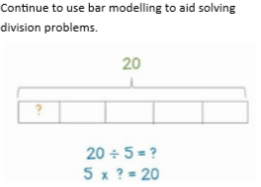 Continue to use bar modelling to aid solving
division problems.
20
?
20 ÷ 5 = ?
5 x ? = 20